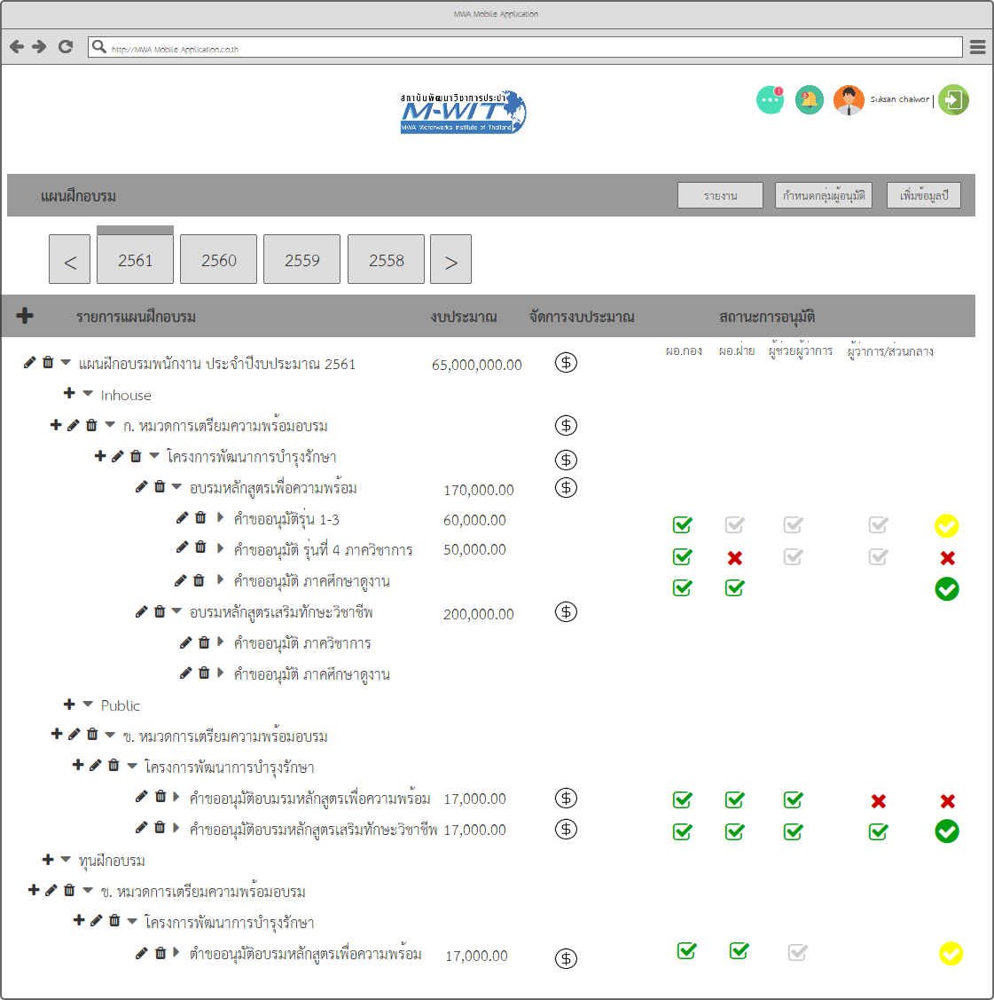 MWA Mobile Application
http://MWA Mobile Application.co.th
สถาบันพัฒนาวิชาการประปา
M-WIT
MWA Waterworks Institute of Thailand
1
3
Suksan chaiwor |
แผนฝึกอบรม
รายงาน
กำหนดกลุ่มผู้อนุมัติ
เพิ่มข้อมูลปี
< 2561 2560 2559 2558 >
รายการแผนฝึกอบรม งบประมาณ จัดการงบประมาณ สถานะการอนุมัติ
ผอ.กอง ผอ.ฝ่าย ผู้ช่วยผู้ว่าการ ผู้ว่าการ/ส่วนกลาง
แผนฝึกอบรมพนักงาน ประจำปีงบประมาณ 2561 65,000,000.00 $
Inhouse
ก. หมวดการเตรียมความพร้อมอบรม $
โครงการพัฒนาการบำรุงรักษา $
อบรมหลักสูตรเพื่อความพร้อม 170,000.00 $
คำขออนุมัติรุ่น 1-3 60,000.00
คำขออนุมัติ รุ่นที่ 4 ภาควิชาการ 50,000.00
คำขออนุมัติ ภาคศึกษาดูงาน
อบรมหลักสูตรเสริมทักษะวิชาชีพ 200,000.00 $
คำขออนุมัติ ภาควิชาการ
คำขออนุมัติ ภาคศึกษาดูงาน
Public
ข. หมวดการเตรียมความพร้อมอบรม
โครงการพัฒนาการบำรุงรักษา
คำขออนุมัติอบมรมหลักสูตรเพื่อความพร้อม 17,000.00 $
คำขออนุมัติอบรมหลักสูตรเสริมทักษะวิชาชีพ 17,000.00 $
ทุนฝึกอบรม
ข. หมวดการเตรียมความพร้อมอบรม
โครงการพัฒนาการบำรุงรักษา
ตำขออนุมัติอบรมหลักสูตรเพื่อความพร้อม 17,000.00 $